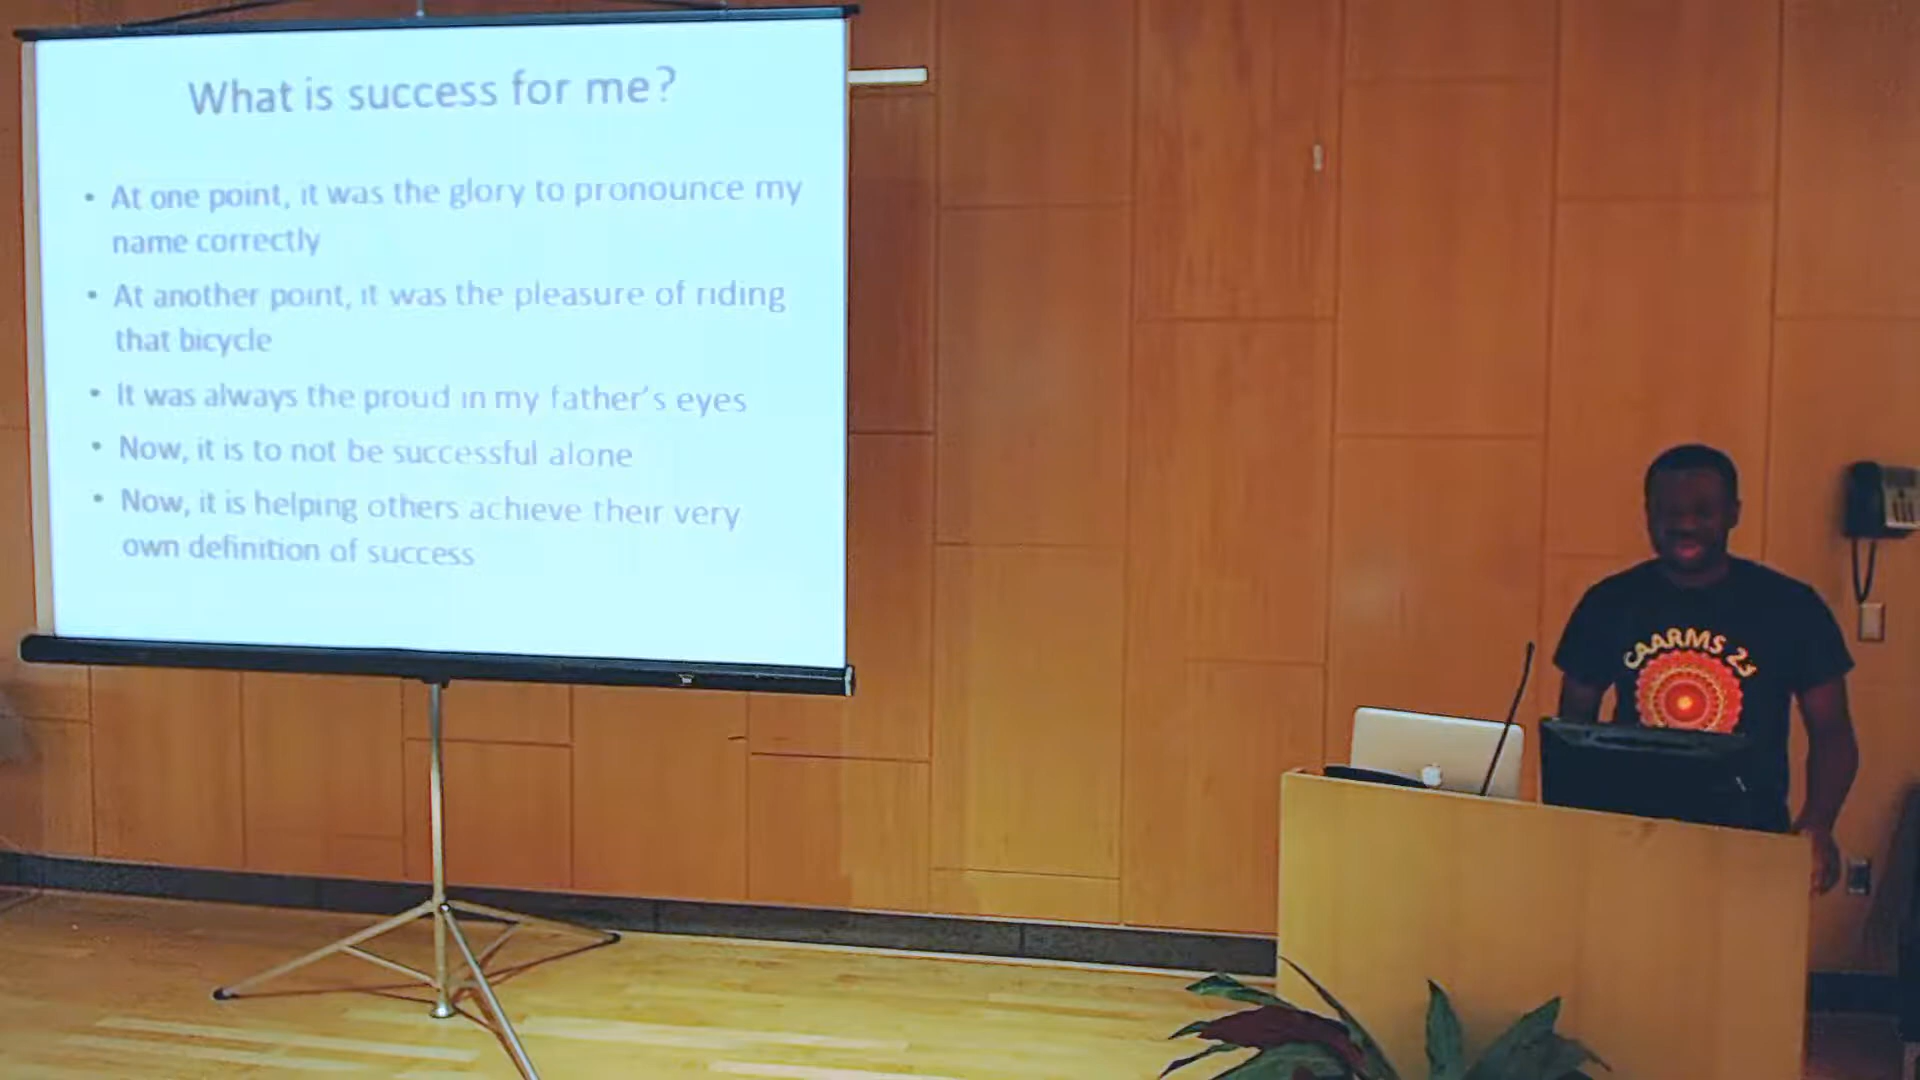 What is success for me?
• At one point, it was the glory to pronounce my
name correctly
• At another point, it was the pleasure of riding
that bicycle
• It was always the proud in my father's eyes
• Now, it is to not be successful alone
• Now, it is helping others achieve their very
own definition of success
CAARMS 23